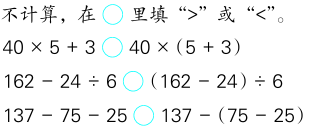 不计算，在○里填“>”或“<”。
40 × 5 + 3 ○ 40 ×（5 + 3）
162 − 24 ÷ 6 ○（162 − 24）÷ 6
137 − 75 − 25 ○ 137 −（75 − 25）